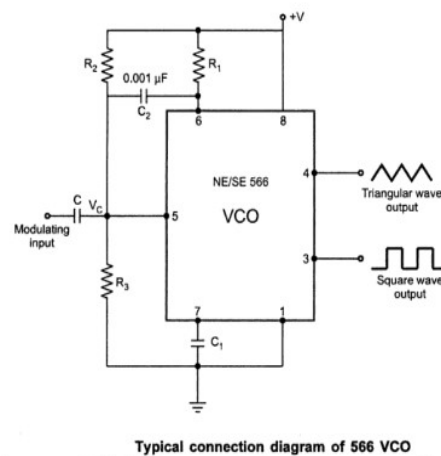 +V
R2
R1
0.001 μF
C2
6
8
NE/SE 566
4
Triangular wave
output
C
VC
5
VCO
Modulating
input
3
R3
Square wave
output
7
1
C1
Typical connection diagram of 566 VCO